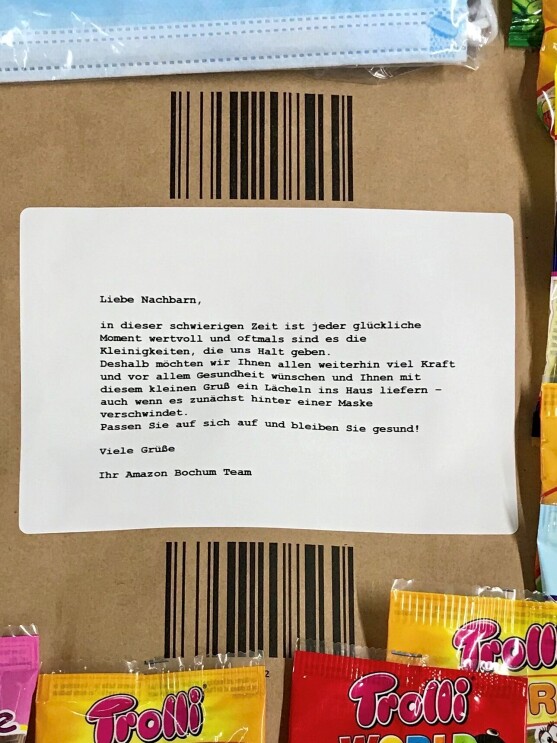 Liebe Nachbarn,
in dieser schwierigen Zeit ist jeder glückliche
Moment wertvoll und oftmals sind es die
Kleinigkeiten, die uns Halt geben.
Deshalb möchten wir Ihnen allen weiterhin viel Kraft
und vor allem Gesundheit wünschen und Ihnen mit
diesem kleinen Gruß ein Lächeln ins Haus liefern –
auch wenn es zunächst hinter einer Maske
verschwindet.
Passen Sie auf sich auf und bleiben Sie gesund!
Viele Grüße
Ihr Amazon Bochum Team
Trolli
Trolli
Trolli
WORLD